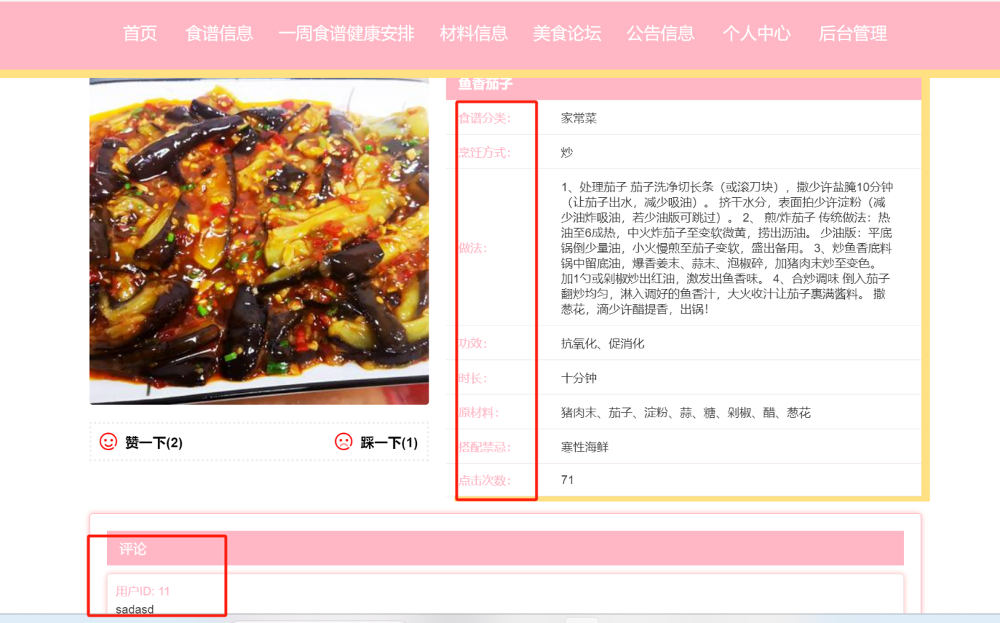 首页 食谱信息 一周食谱健康安排 材料信息 美食论坛 公告信息 个人中心 后台管理
鱼香茄子
食谱分类： 家常菜
烹饪方式： 炒
做法：
1、处理茄子 茄子洗净切长条（或滚刀块），撒少许盐腌10分钟
（让茄子出水，减少吸油）。 挤干水分，表面拍少许淀粉（减
少油炸吸油，若少油版可跳过）。 2、 煎/炸茄子 传统做法：热
油至6成热，中火炸茄子至变软微黄，捞出沥油。 少油版：平底
锅倒少量油，小火慢煎至茄子变软，盛出备用。 3、炒鱼香底料
锅中留底油，爆香姜末、蒜末、泡椒碎，加猪肉末炒至变色。
加1勺或剁椒炒出红油，激发出鱼香味。 4、合炒调味 倒入茄子
翻炒均匀，淋入调好的鱼香汁，大火收汁让茄子裹满酱料。 撒
葱花，滴少许醋提香，出锅！
功效： 抗氧化、促消化
时长： 十分钟
原材料： 猪肉末、茄子、淀粉、蒜、糖、剁椒、醋、葱花
搭配禁忌： 寒性海鲜
点击次数： 71
赞一下(2) 踩一下(1)
评论
用户ID: 11
sadasd